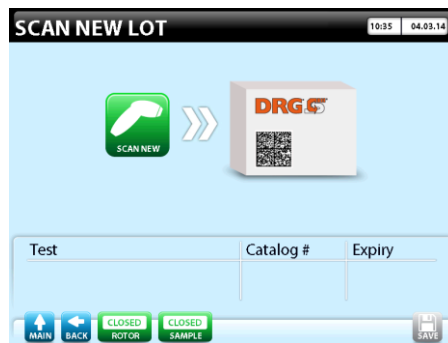 SCAN NEW LOT 10:35 04.03.14
SCAN NEW
DRG
Test Catalog # Expiry
MAIN BACK CLOSED ROTOR CLOSED SAMPLE SAVE